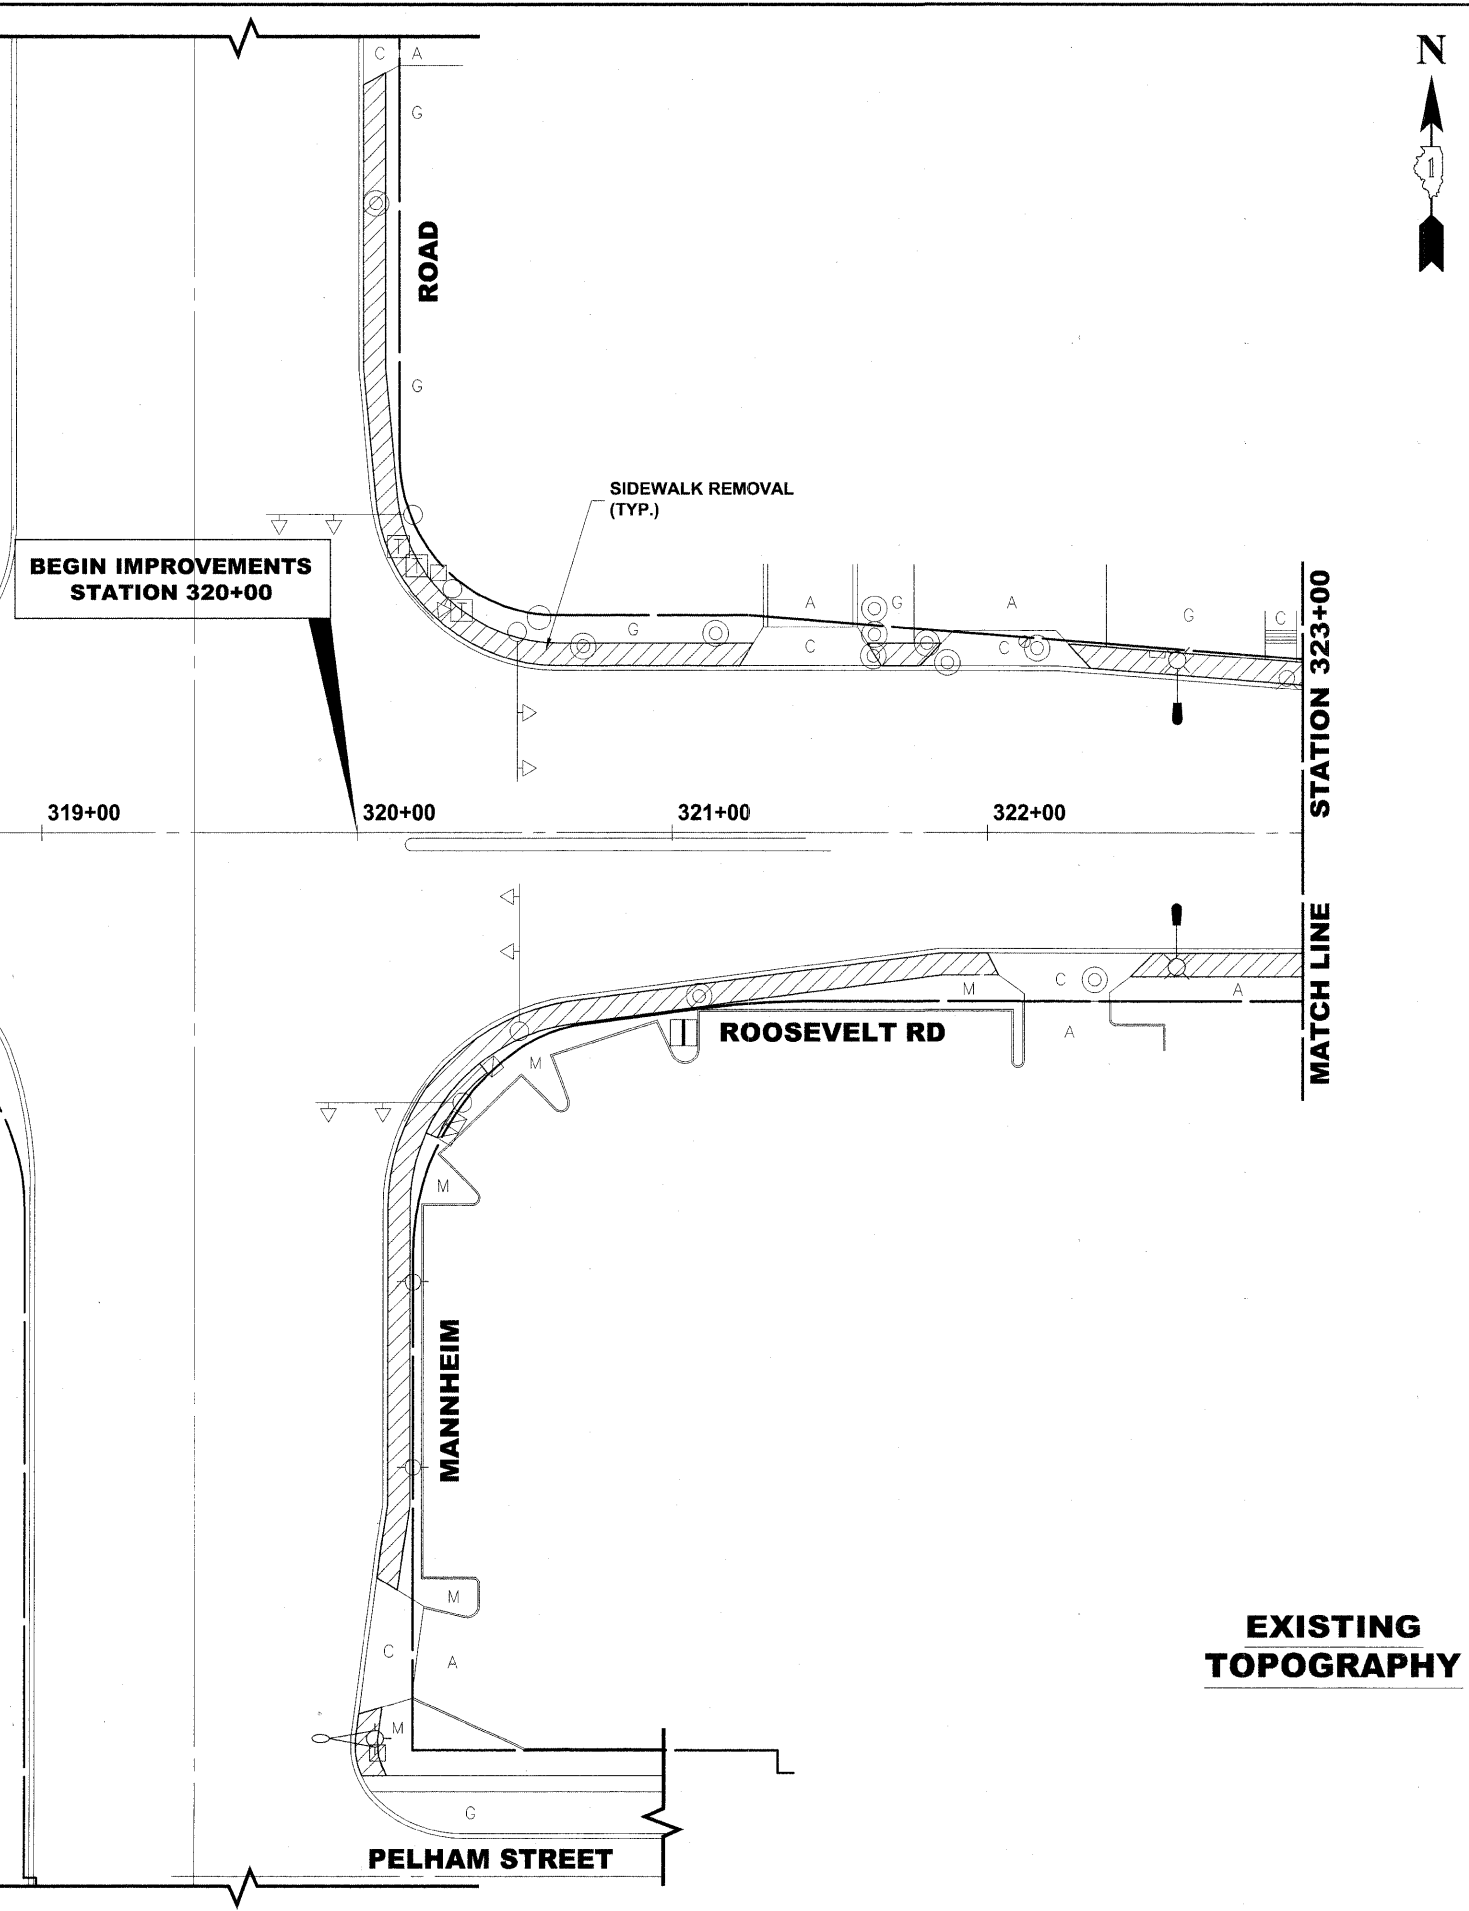 N
1
C A
G
ROAD
G
SIDEWALK REMOVAL
(TYP.)
BEGIN IMPROVEMENTS
STATION 320+00
T
T
T
G
A
G
A
G
C
C
C
319+00
320+00
321+00
322+00
MATCH LINE STATION 323+00
C
M
A
A
ROOSEVELT RD
M
M
MANNHEIM
M
C
A
M
G
PELHAM STREET
EXISTING
TOPOGRAPHY